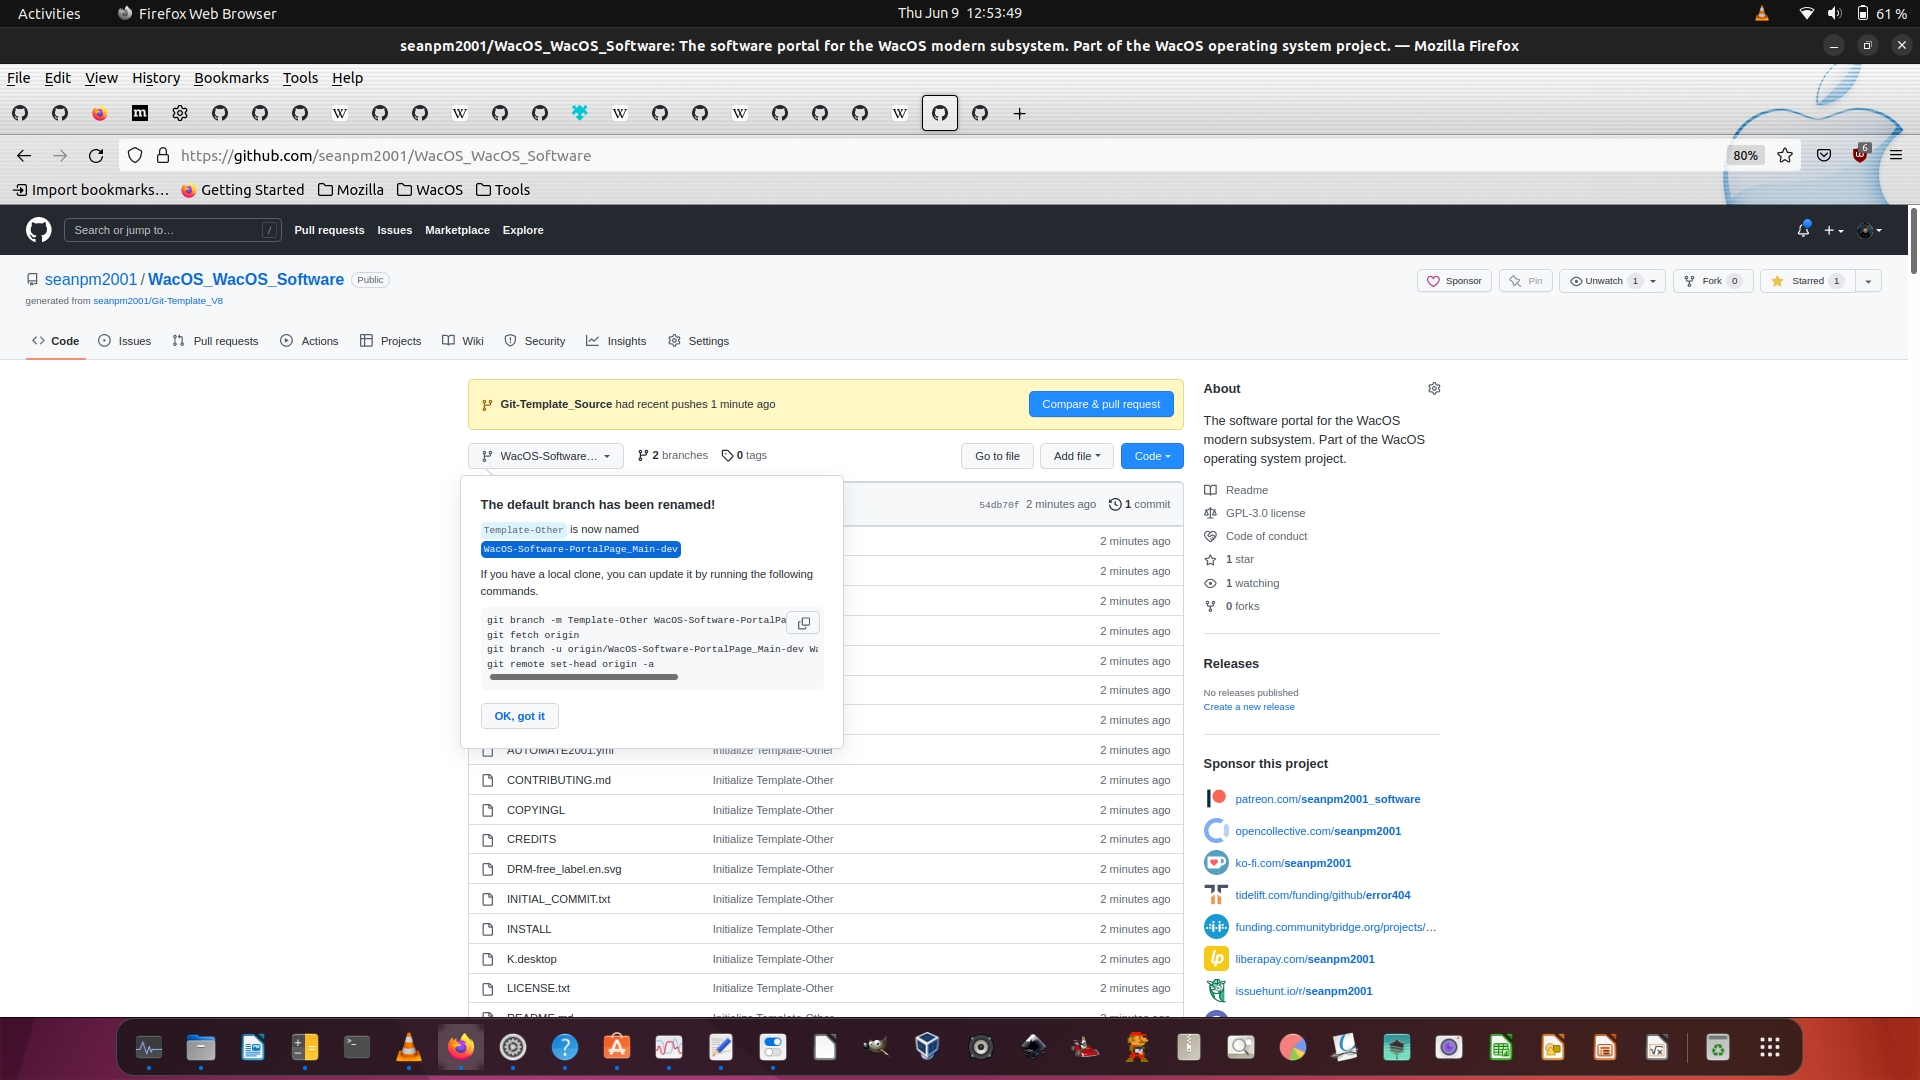 Activities
Firefox Web Browser
Thu Jun 9 12:53:49
61 %
seanpm2001/WacOS_WacOS_Software: The software portal for the WacOS modern subsystem. Part of the WacOS operating system project. — Mozilla Firefox
File Edit View History Bookmarks Tools Help
https://github.com/seanpm2001/WacOS_WacOS_Software
80%
6
Import bookmarks…
Getting Started
Mozilla
WacOS
Tools
Search or jump to…
/
Pull requests
Issues
Marketplace
Explore
seanpm2001 / WacOS_WacOS_Software
Public
Sponsor
Pin
Unwatch 1
Fork 0
Starred 1
generated from seanpm2001/Git-Template_V8
Code
Issues
Pull requests
Actions
Projects
Wiki
Security
Insights
Settings
Git-Template_Source had recent pushes 1 minute ago
Compare & pull request
WacOS-Software…
2 branches
0 tags
Go to file
Add file
Code
The default branch has been renamed!
Template-Other is now named
WacOS-Software-PortalPage_Main-dev
If you have a local clone, you can update it by running the following
commands.
git branch -m Template-Other WacOS-Software-PortalPa
git fetch origin
git branch -u origin/WacOS-Software-PortalPage_Main-dev Wa
git remote set-head origin -a
OK, got it
54db70f 2 minutes ago
1 commit
2 minutes ago
2 minutes ago
2 minutes ago
2 minutes ago
2 minutes ago
2 minutes ago
2 minutes ago
AUTOMATE2001.yml Initialize Template-Other 2 minutes ago
CONTRIBUTING.md Initialize Template-Other 2 minutes ago
COPYINGL Initialize Template-Other 2 minutes ago
CREDITS Initialize Template-Other 2 minutes ago
DRM-free_label.en.svg Initialize Template-Other 2 minutes ago
INITIAL_COMMIT.txt Initialize Template-Other 2 minutes ago
INSTALL Initialize Template-Other 2 minutes ago
K.desktop Initialize Template-Other 2 minutes ago
LICENSE.txt Initialize Template-Other 2 minutes ago
README.md Initialize Template-Other 2 minutes ago
About
The software portal for the WacOS
modern subsystem. Part of the WacOS
operating system project.
Readme
GPL-3.0 license
Code of conduct
1 star
1 watching
0 forks
Releases
No releases published
Create a new release
Sponsor this project
patreon.com/seanpm2001_software
opencollective.com/seanpm2001
ko-fi.com/seanpm2001
tidelift.com/funding/github/error404
funding.communitybridge.org/projects/…
liberapay.com/seanpm2001
issuehunt.io/r/seanpm2001